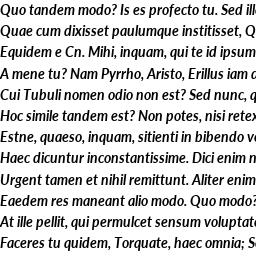 Quo tandem modo? Is es profecto tu. Sed ill
Quae cum dixisset paulumque institisset, Q
Equidem e Cn. Mihi, inquam, qui te id ipsum
A mene tu? Nam Pyrrho, Aristo, Erillus iam a
Cui Tubuli nomen odio non est? Sed nunc, q
Hoc simile tandem est? Non potes, nisi retex
Estne, quaeso, inquam, sitienti in bibendo v
Haec dicuntur inconstantissime. Dici enim n
Urgent tamen et nihil remittunt. Aliter enim
Eaedem res maneant alio modo. Quo modo?
At ille pellit, qui permulcet sensum voluptat
Faceres tu quidem, Torquate, haec omnia; S